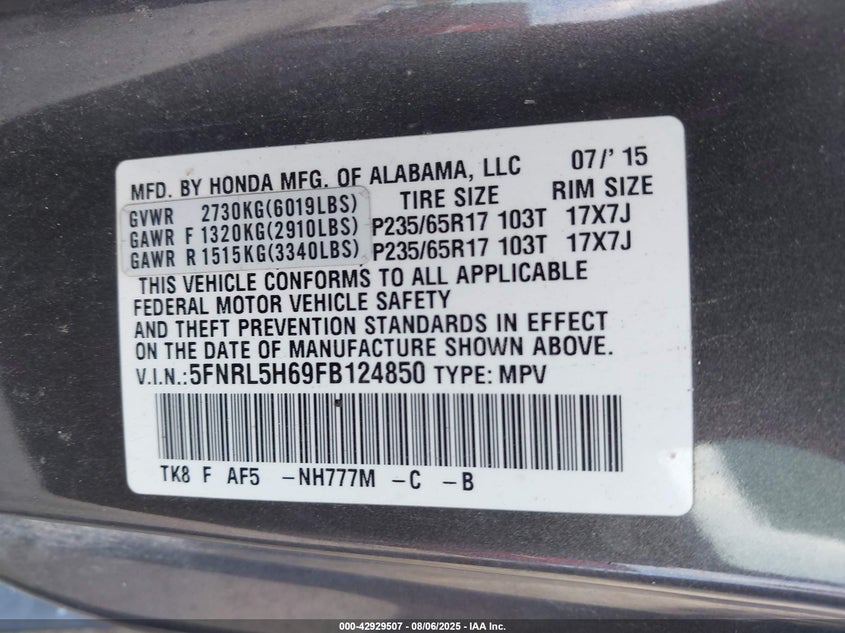 MFD. BY HONDA MFG. OF ALABAMA, LLC 07/' 15
TIRE SIZE RIM SIZE
GVWR 2730KG(6019LBS)
GAWR F 1320KG(2910LBS) P235/65R17 103T 17X7J
GAWR R 1515KG(3340LBS) P235/65R17 103T 17X7J
THIS VEHICLE CONFORMS TO ALL APPLICABLE
FEDERAL MOTOR VEHICLE SAFETY
AND THEFT PREVENTION STANDARDS IN EFFECT
ON THE DATE OF MANUFACTURE SHOWN ABOVE.
V.I.N.:5FNRL5H69FB124850 TYPE: MPV
TK8 F AF5 -NH777M -C -B
000-42929507 - 08/06/2025 - IAA Inc.